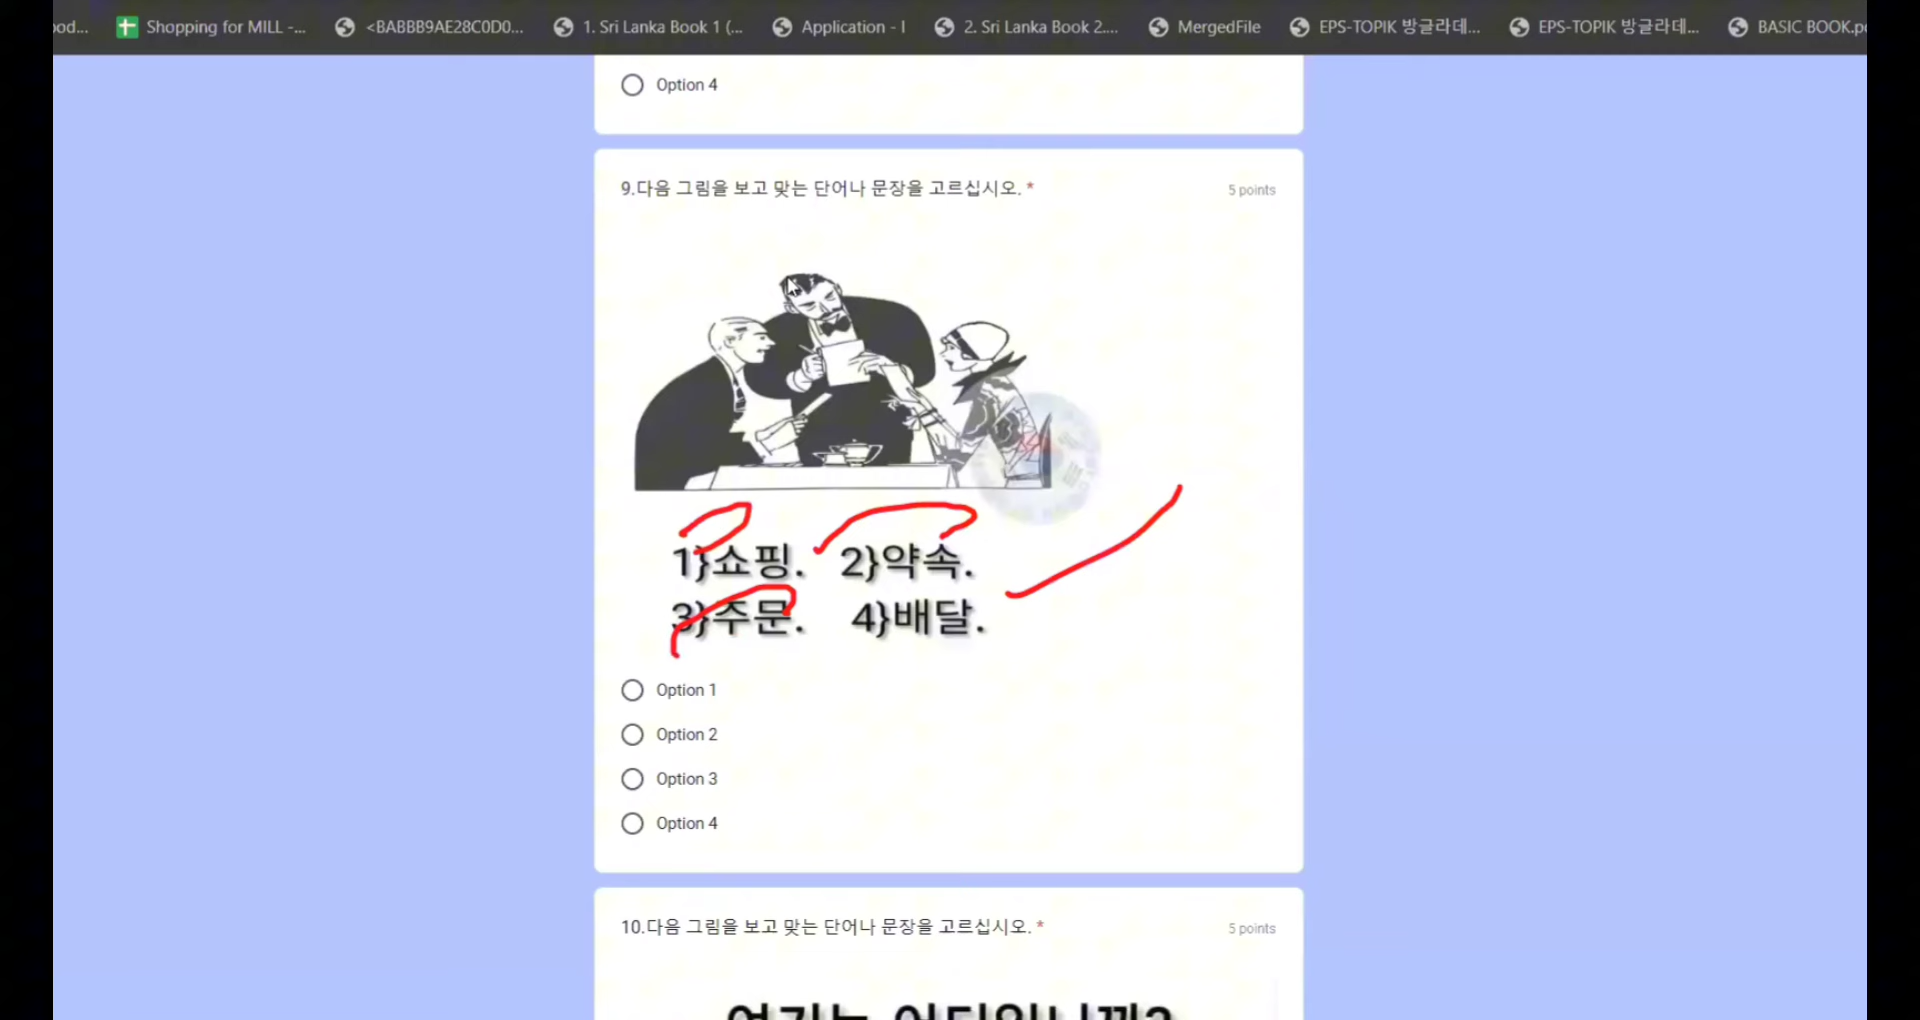 Shopping for MILL -...
<BABBB9AE28C0D0...
1. Sri Lanka Book 1 (...
Application - I
2. Sri Lanka Book 2....
MergedFile
EPS-TOPIK 방글라데...
EPS-TOPIK 방글라데...
BASIC BOOK.p
Option 4
9.다음 그림을 보고 맞는 단어나 문장을 고르십시오. *
5 points
1}쇼핑. 2}약속.
3}주문. 4}배달.
Option 1
Option 2
Option 3
Option 4
10.다음 그림을 보고 맞는 단어나 문장을 고르십시오. *
5 points